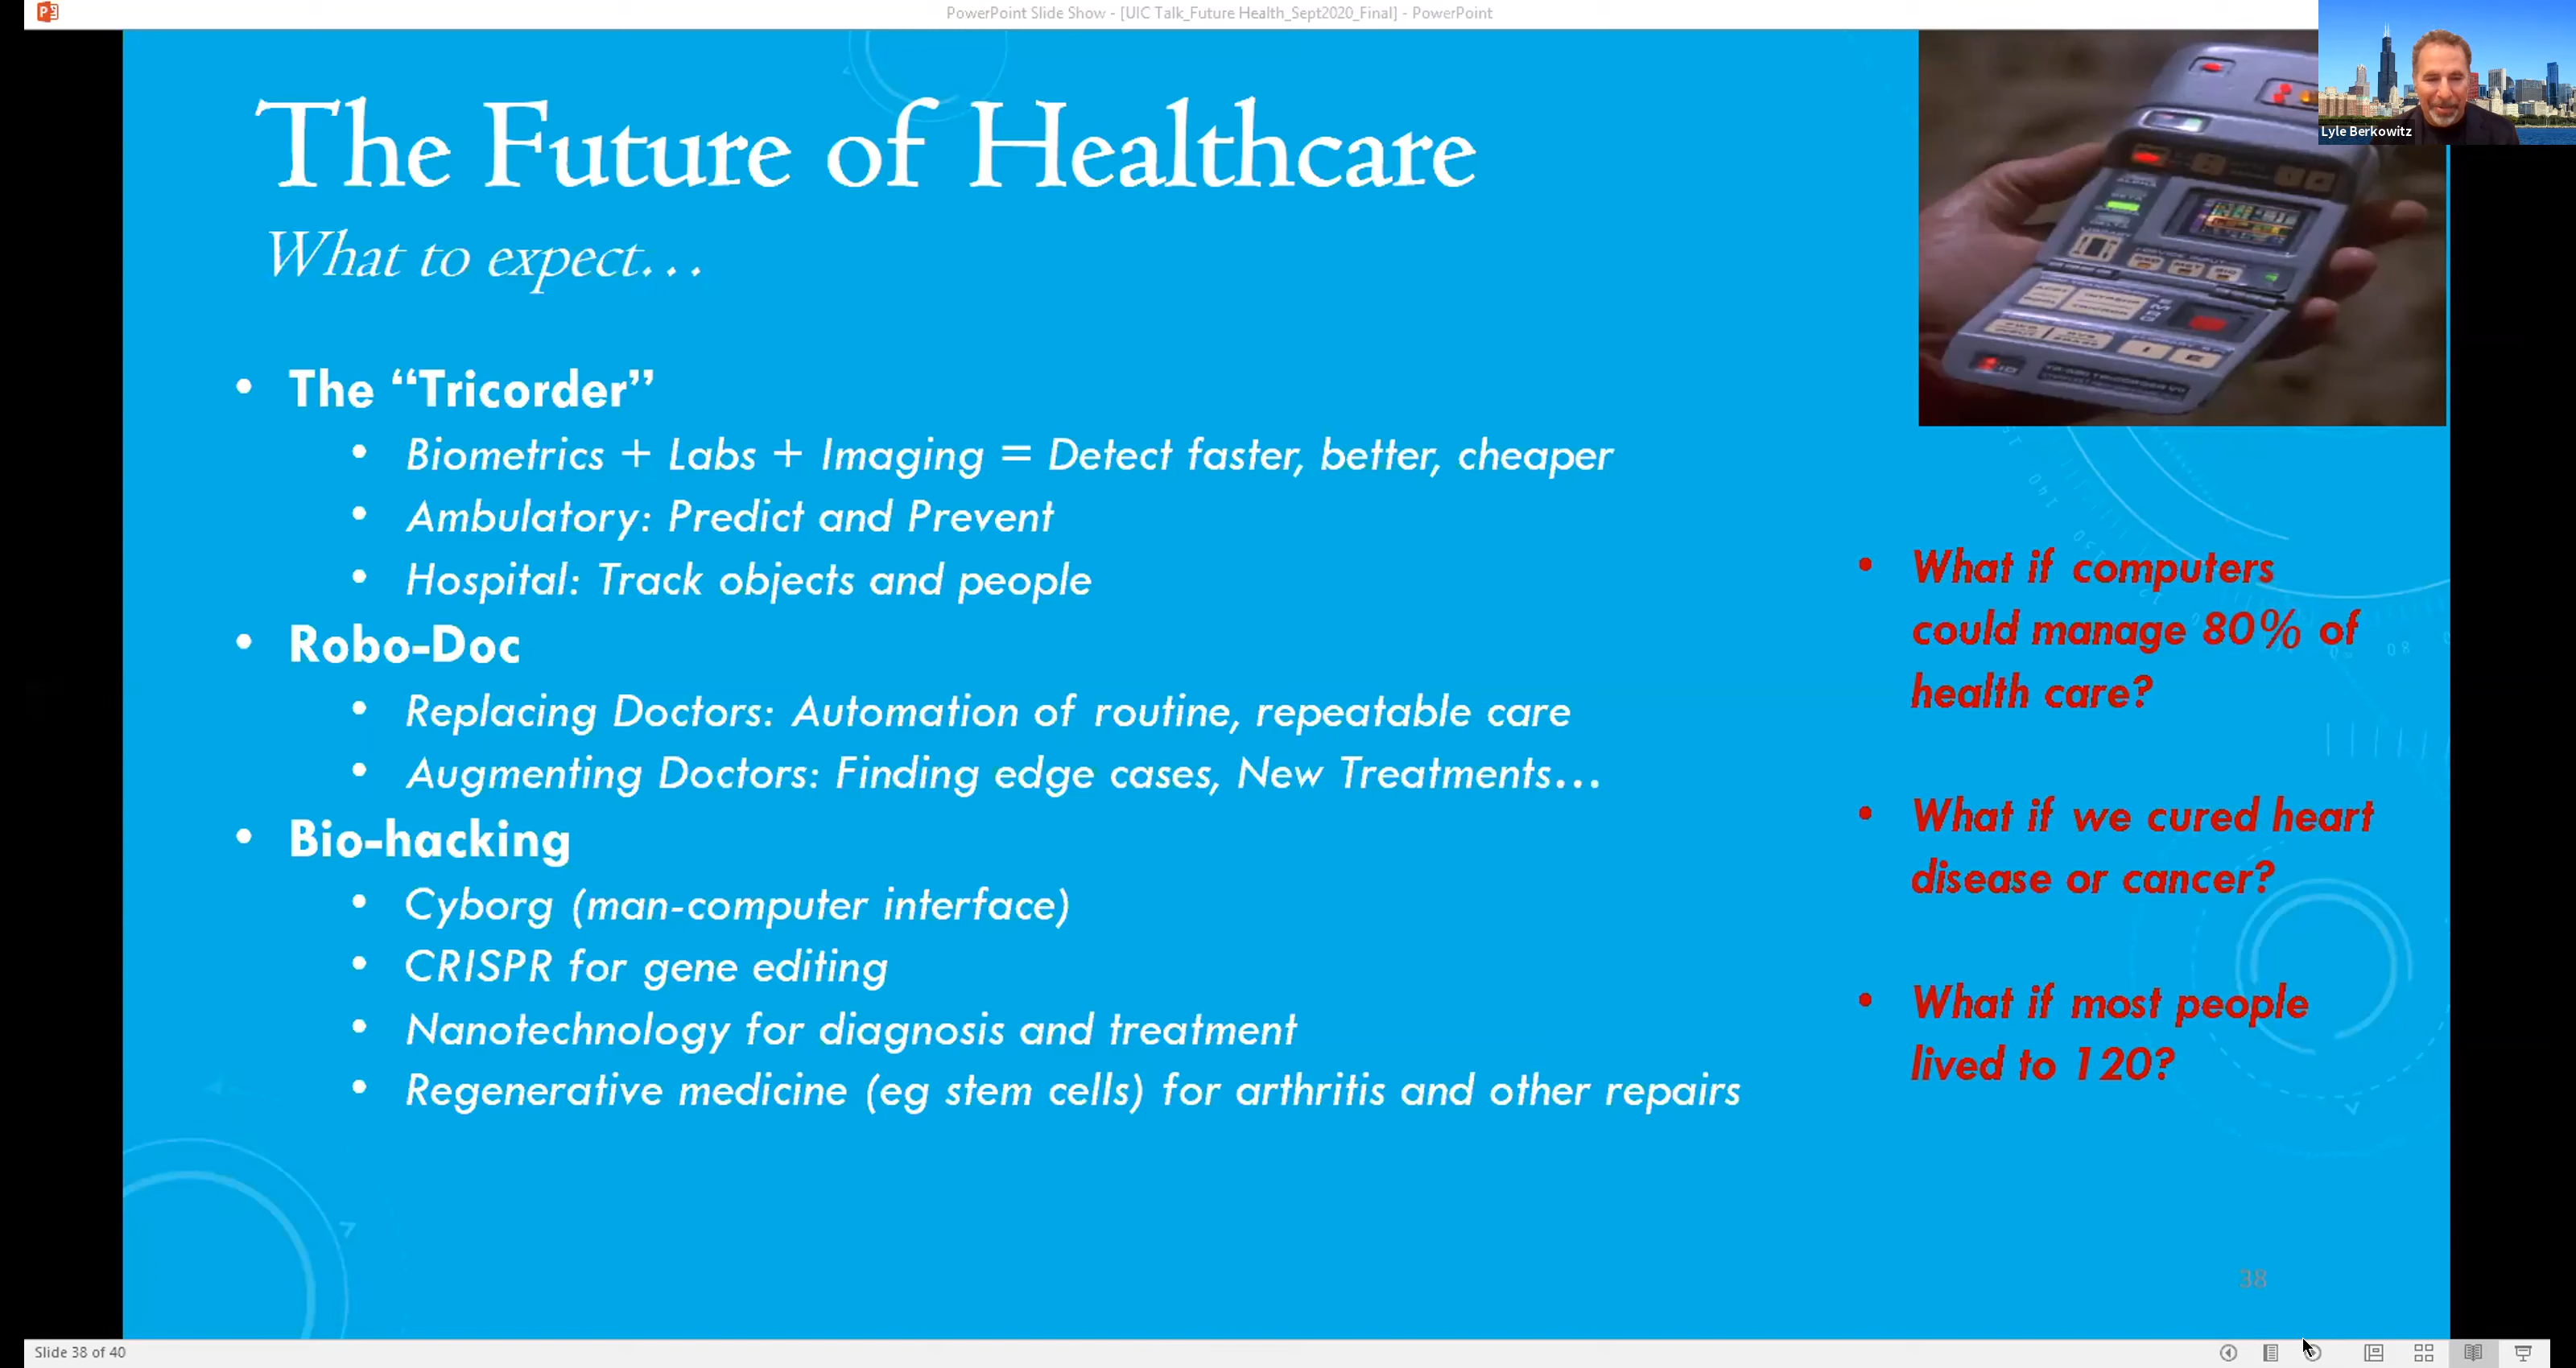 PowerPoint Slide Show - [UIC Talk_Future Health_Sept2020_Final] - PowerPoint
Lyle Berkowitz
The Future of Healthcare
What to expect...
• The “Tricorder”
• Biometrics + Labs + Imaging = Detect faster, better, cheaper
• Ambulatory: Predict and Prevent
• Hospital: Track objects and people
• Robo-Doc
• Replacing Doctors: Automation of routine, repeatable care
• Augmenting Doctors: Finding edge cases, New Treatments...
• Bio-hacking
• Cyborg (man-computer interface)
• CRISPR for gene editing
• Nanotechnology for diagnosis and treatment
• Regenerative medicine (eg stem cells) for arthritis and other repairs
• What if computers
could manage 80% of
health care?
• What if we cured heart
disease or cancer?
• What if most people
lived to 120?
38
Slide 38 of 40